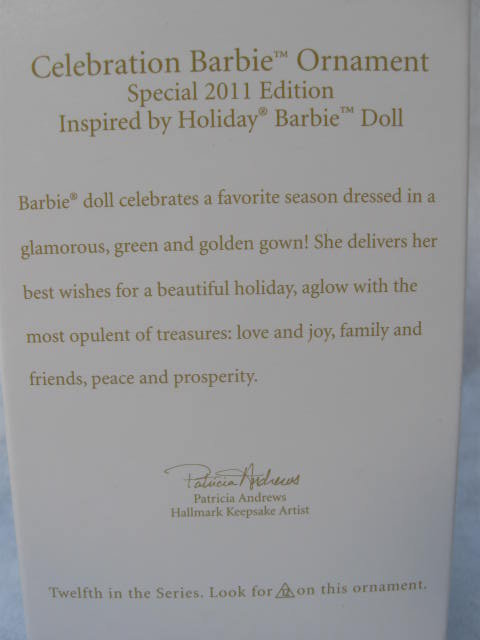 Celebration Barbie™ Ornament
Special 2011 Edition
Inspired by Holiday® Barbie™ Doll
Barbie® doll celebrates a favorite season dressed in a
glamorous, green and golden gown! She delivers her
best wishes for a beautiful holiday, aglow with the
most opulent of treasures: love and joy, family and
friends, peace and prosperity.
Patricia Andrews
Patricia Andrews
Hallmark Keepsake Artist
Twelfth in the Series. Look for 12 on this ornament.